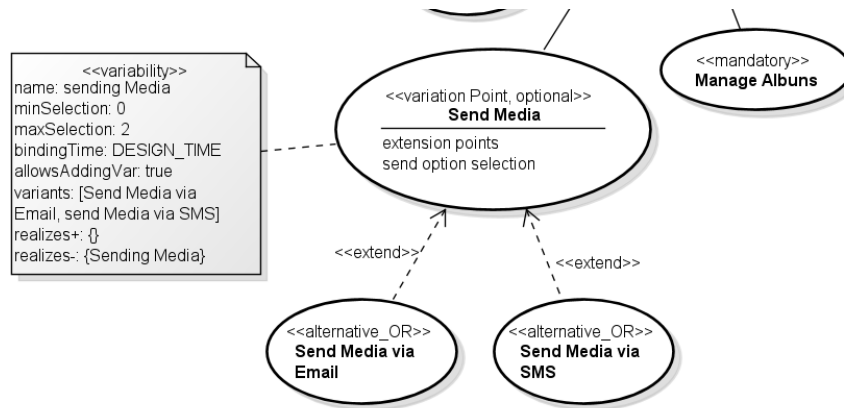 <<variability>>
name: sending Media
minSelection: 0
maxSelection: 2
bindingTime: DESIGN_TIME
allowsAddingVar: true
variants: [Send Media via
Email, send Media via SMS]
realizes+: {}
realizes-: {Sending Media}
<<variation Point, optional>>
Send Media
extension points
send option selection
<<mandatory>>
Manage Albuns
<<extend>>
<<extend>>
<<alternative_OR>>
Send Media via
Email
<<alternative_OR>>
Send Media via
SMS